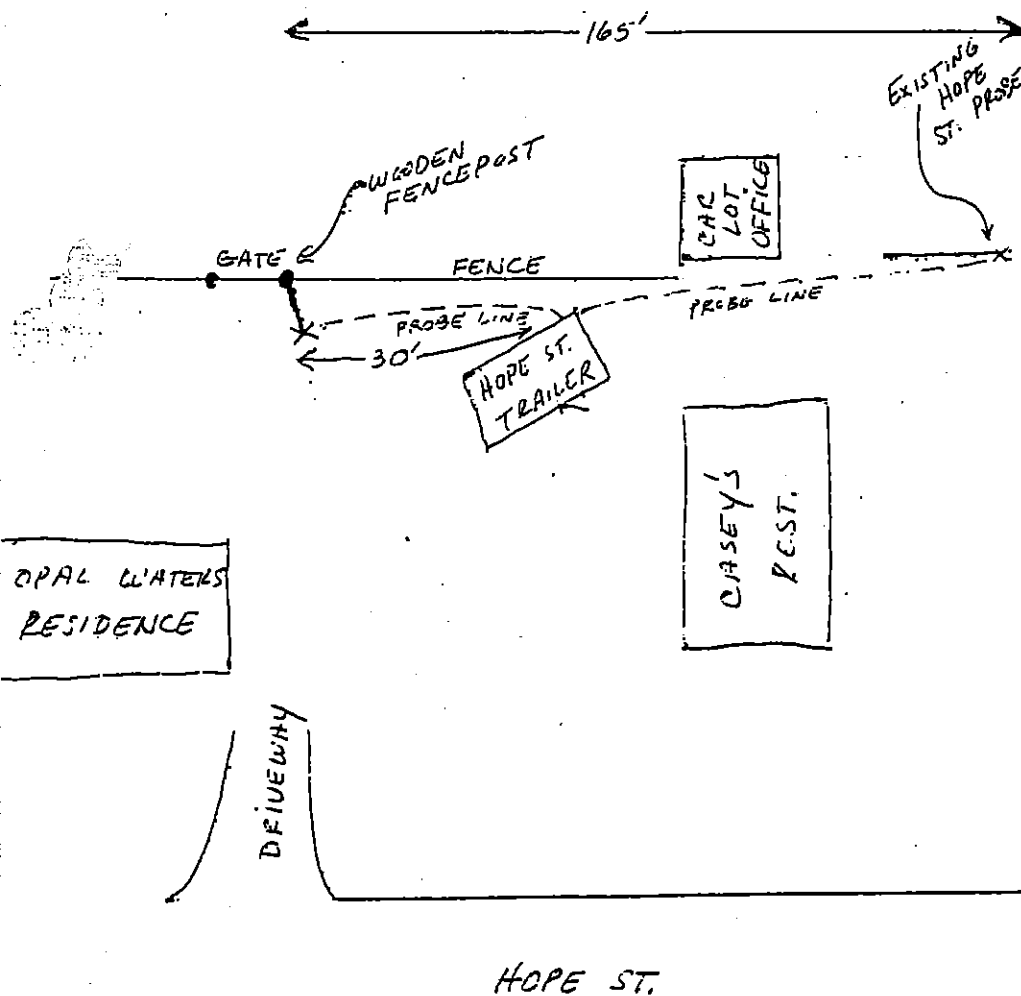 165'
EXISTING
HOPE
ST. PROBE
WOODEN
FENCEPOST
CAR
LOT
OFFICE
GATE
FENCE
PROBE LINE
PROBE LINE
30'
HOPE ST.
TRAILER
CASEY'S
REST.
OPAL WATERS
RESIDENCE
DRIVEWAY
HOPE ST.